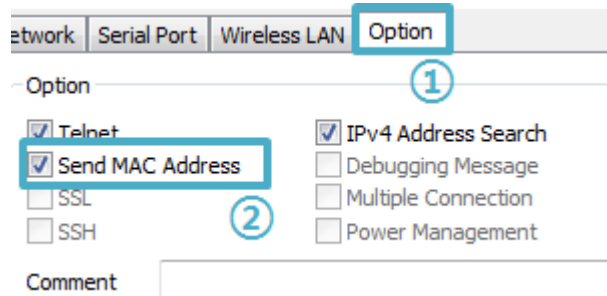 etwork Serial Port Wireless LAN Option
Option
①
Telnet IPv4 Address Search
Send MAC Address Debugging Message
SSL Multiple Connection
②
SSH Power Management
Comment